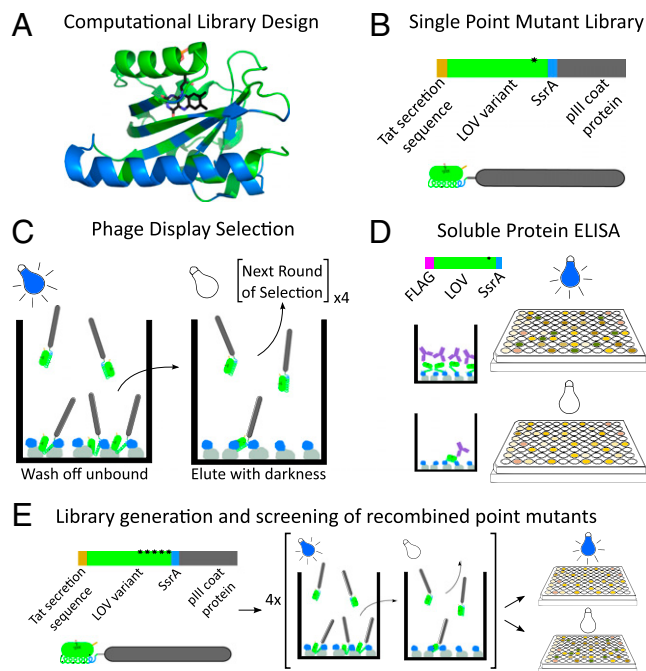 A
Computational Library Design
B
Single Point Mutant Library
*
Tat secretion
sequence
LOV variant
SsrA
pIII coat
protein
C
Phage Display Selection
Next Round
of Selection
x4
Wash off unbound
Elute with darkness
D
Soluble Protein ELISA
*
FLAG
LOV
SsrA
E
Library generation and screening of recombined point mutants
*****
Tat secretion
sequence
LOV variant
SsrA
pIII coat
protein
4x